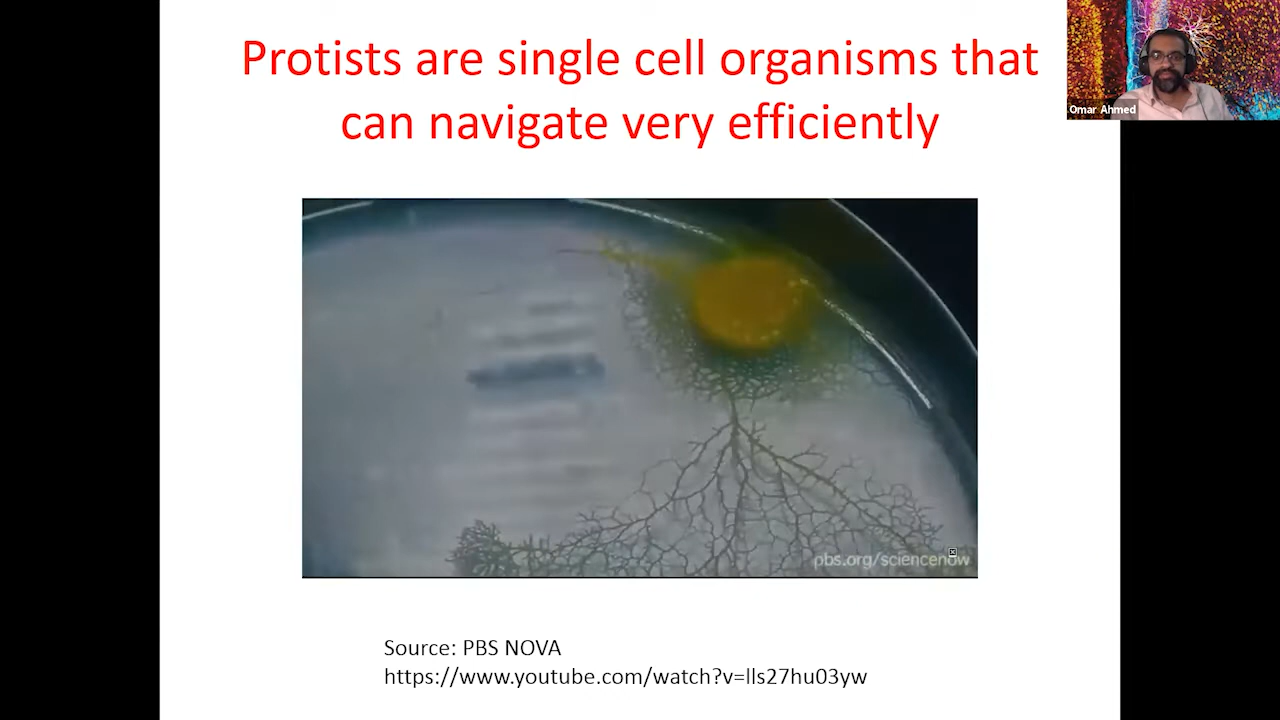 Protists are single cell organisms that
can navigate very efficiently
Omar Ahmed
pbs.org/sciencenow
Source: PBS NOVA
https://www.youtube.com/watch?v=lls27hu03yw